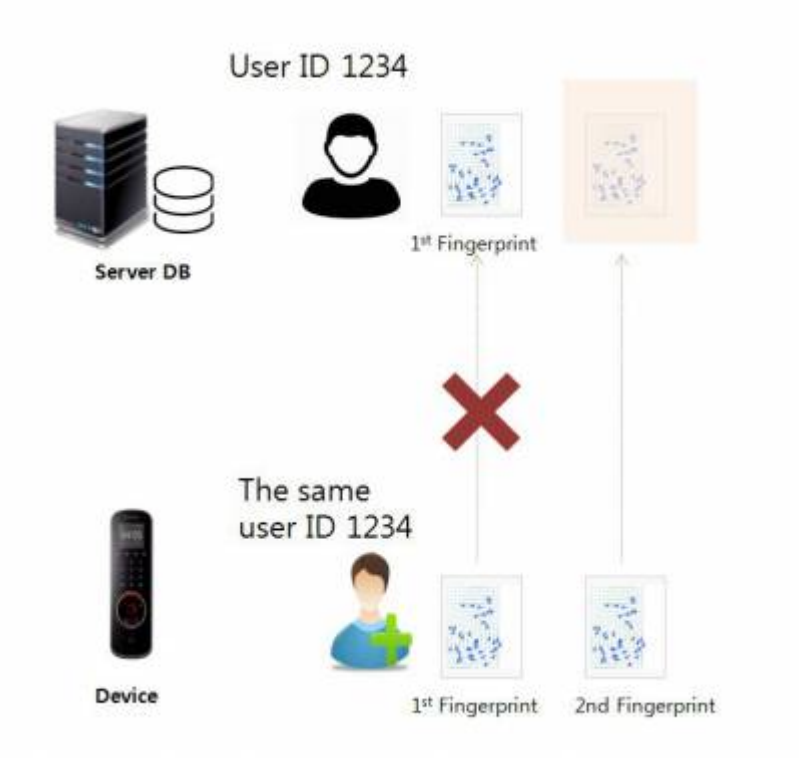 User ID 1234
1st Fingerprint
Server DB
The same
user ID 1234
Device
1st Fingerprint
2nd Fingerprint